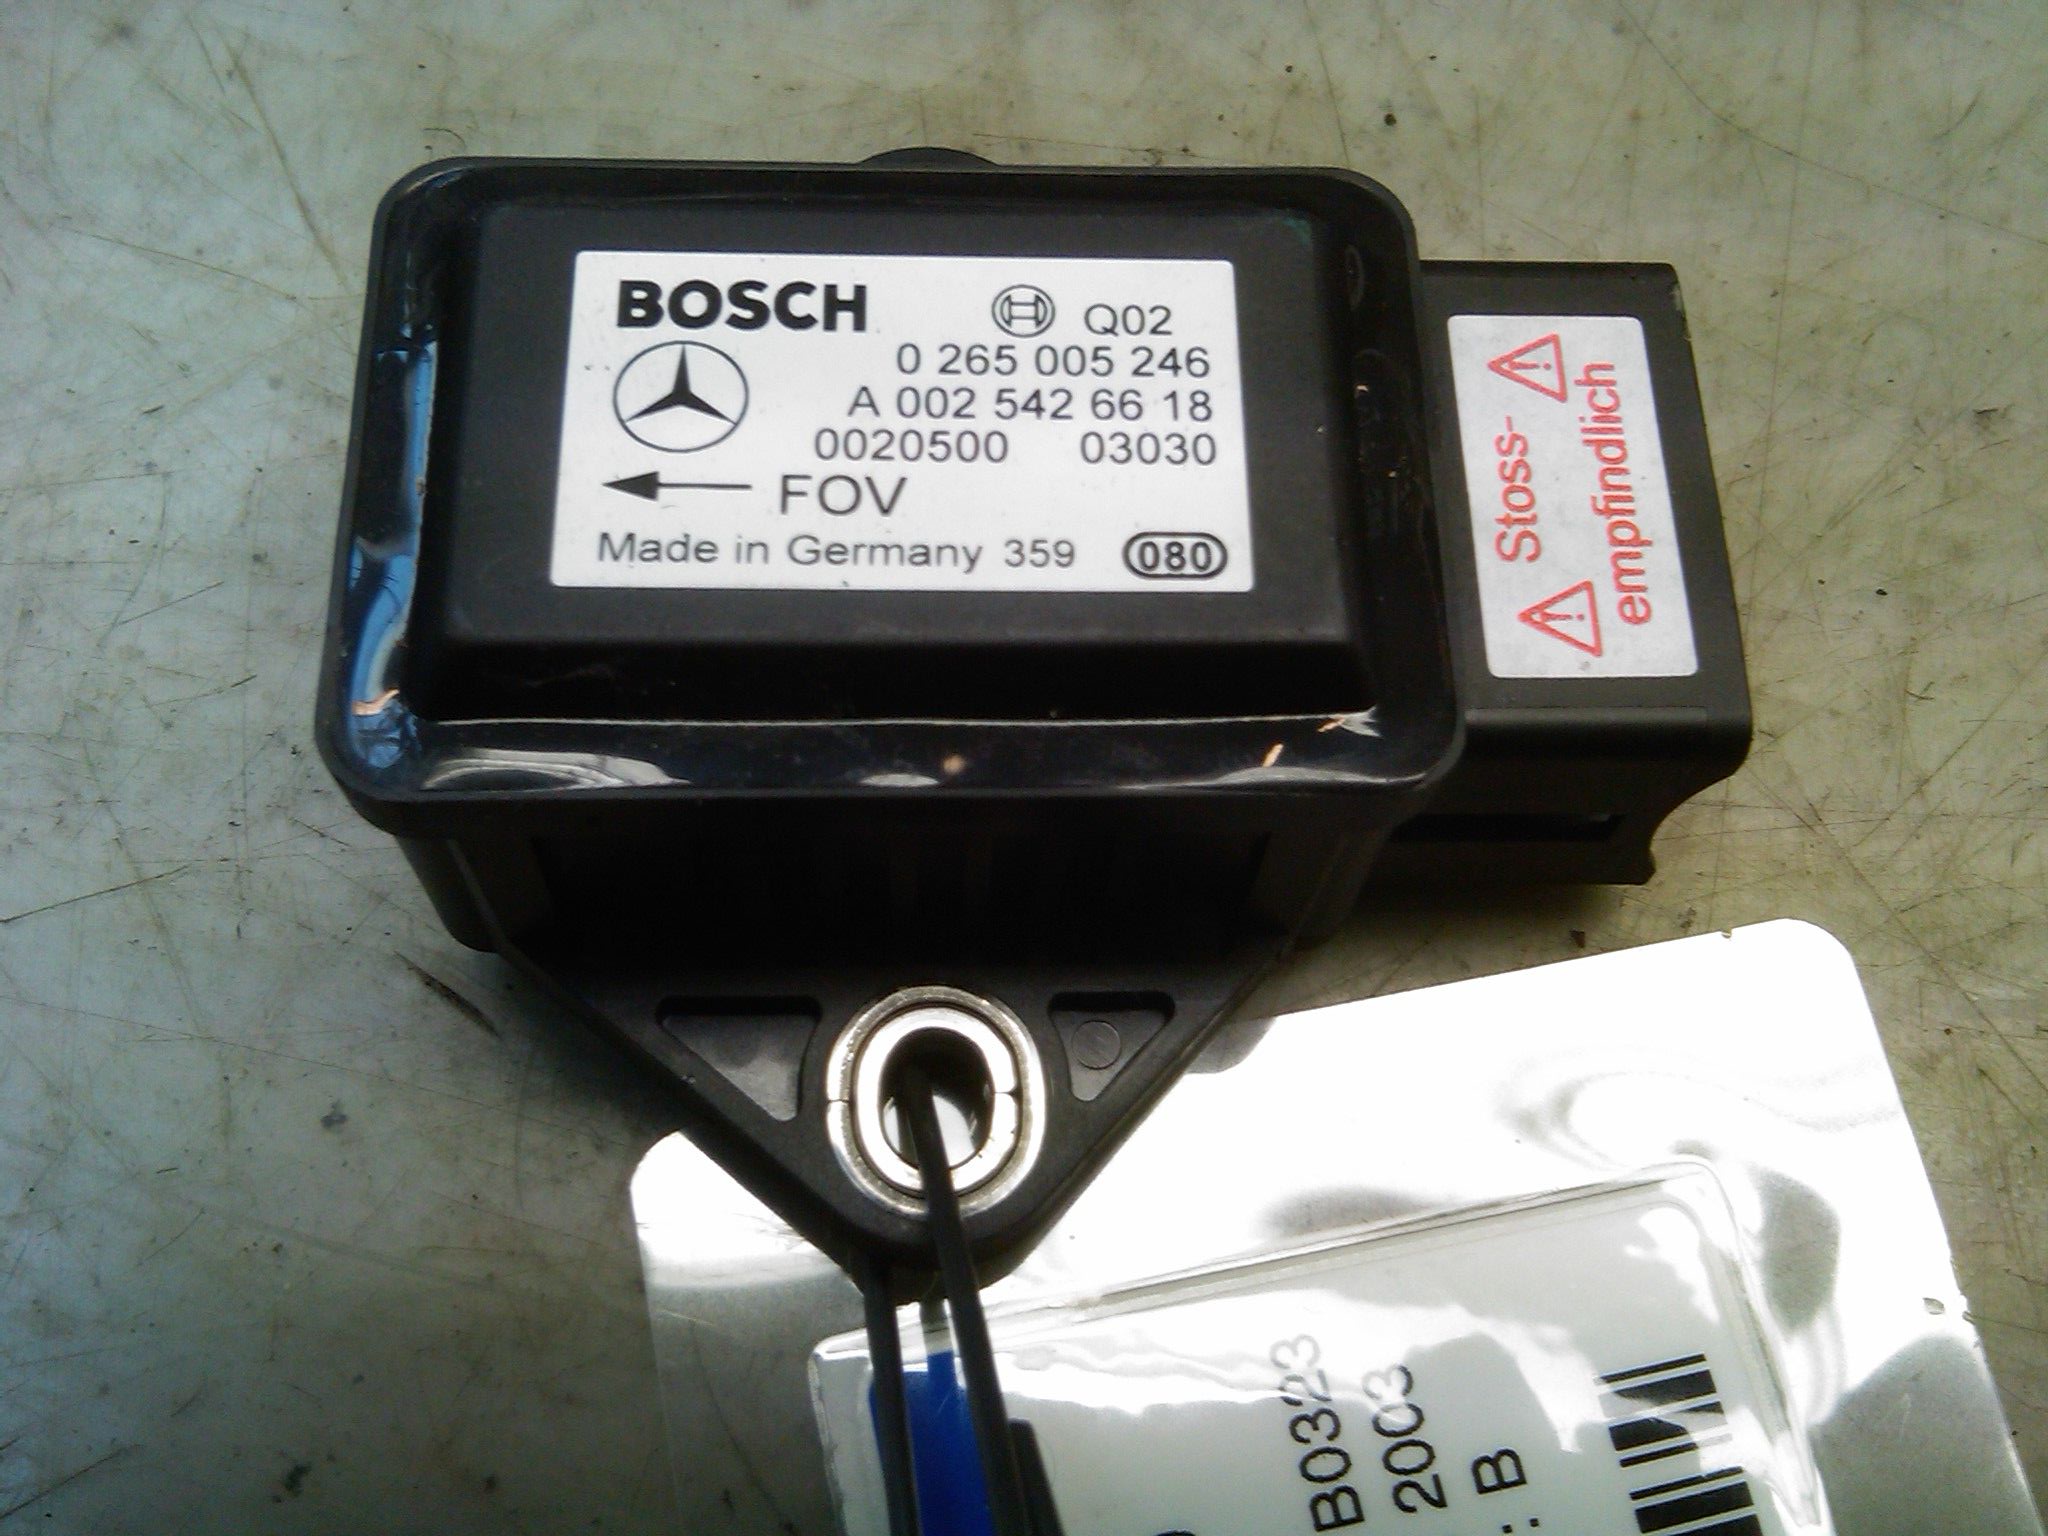 BOSCH Q02
0 265 005 246
A 002 542 66 18
0020500 03030
FOV
Made in Germany 359 080
Stoss-
empfindlich
B0323
2003
: B